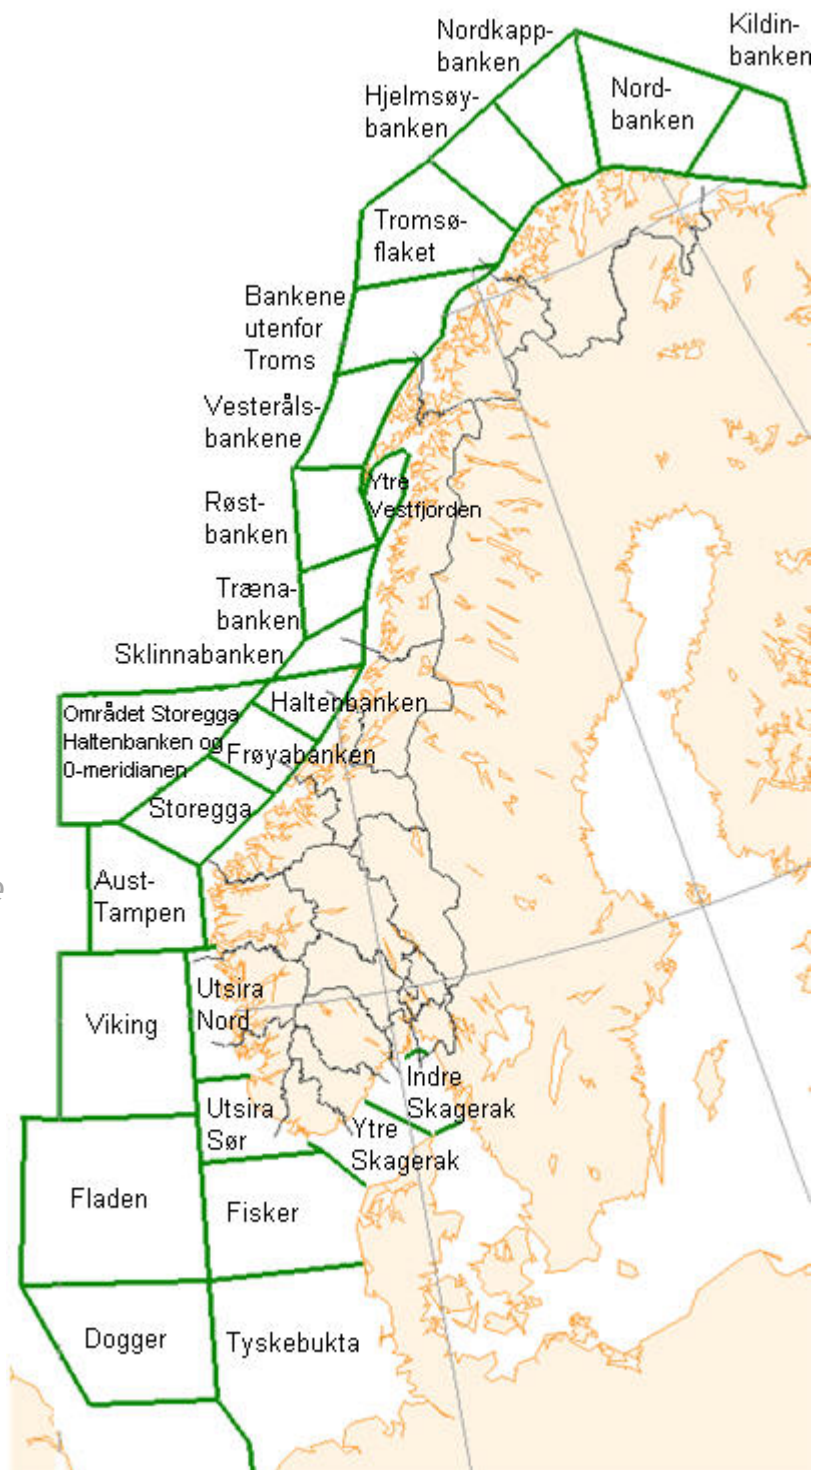 Kildin-
banken
Nordkapp-
banken
Nord-
banken
Hjelmsøy-
banken
Tromsø-
flaket
Bankene
utenfor
Troms
Vesteråls-
bankene
Ytre
Vestfjorden
Røst-
banken
Træna-
banken
Sklinnabanken
Haltenbanken
Området Storegga
Haltenbanken og
0-meridianen
Frøyabanken
Storegga
Aust-
Tampen
e
Utsira
Nord
Viking
Indre
Skagerak
Utsira
Sør
Ytre
Skagerak
Fladen
Fisker
Dogger
Tyskebukta